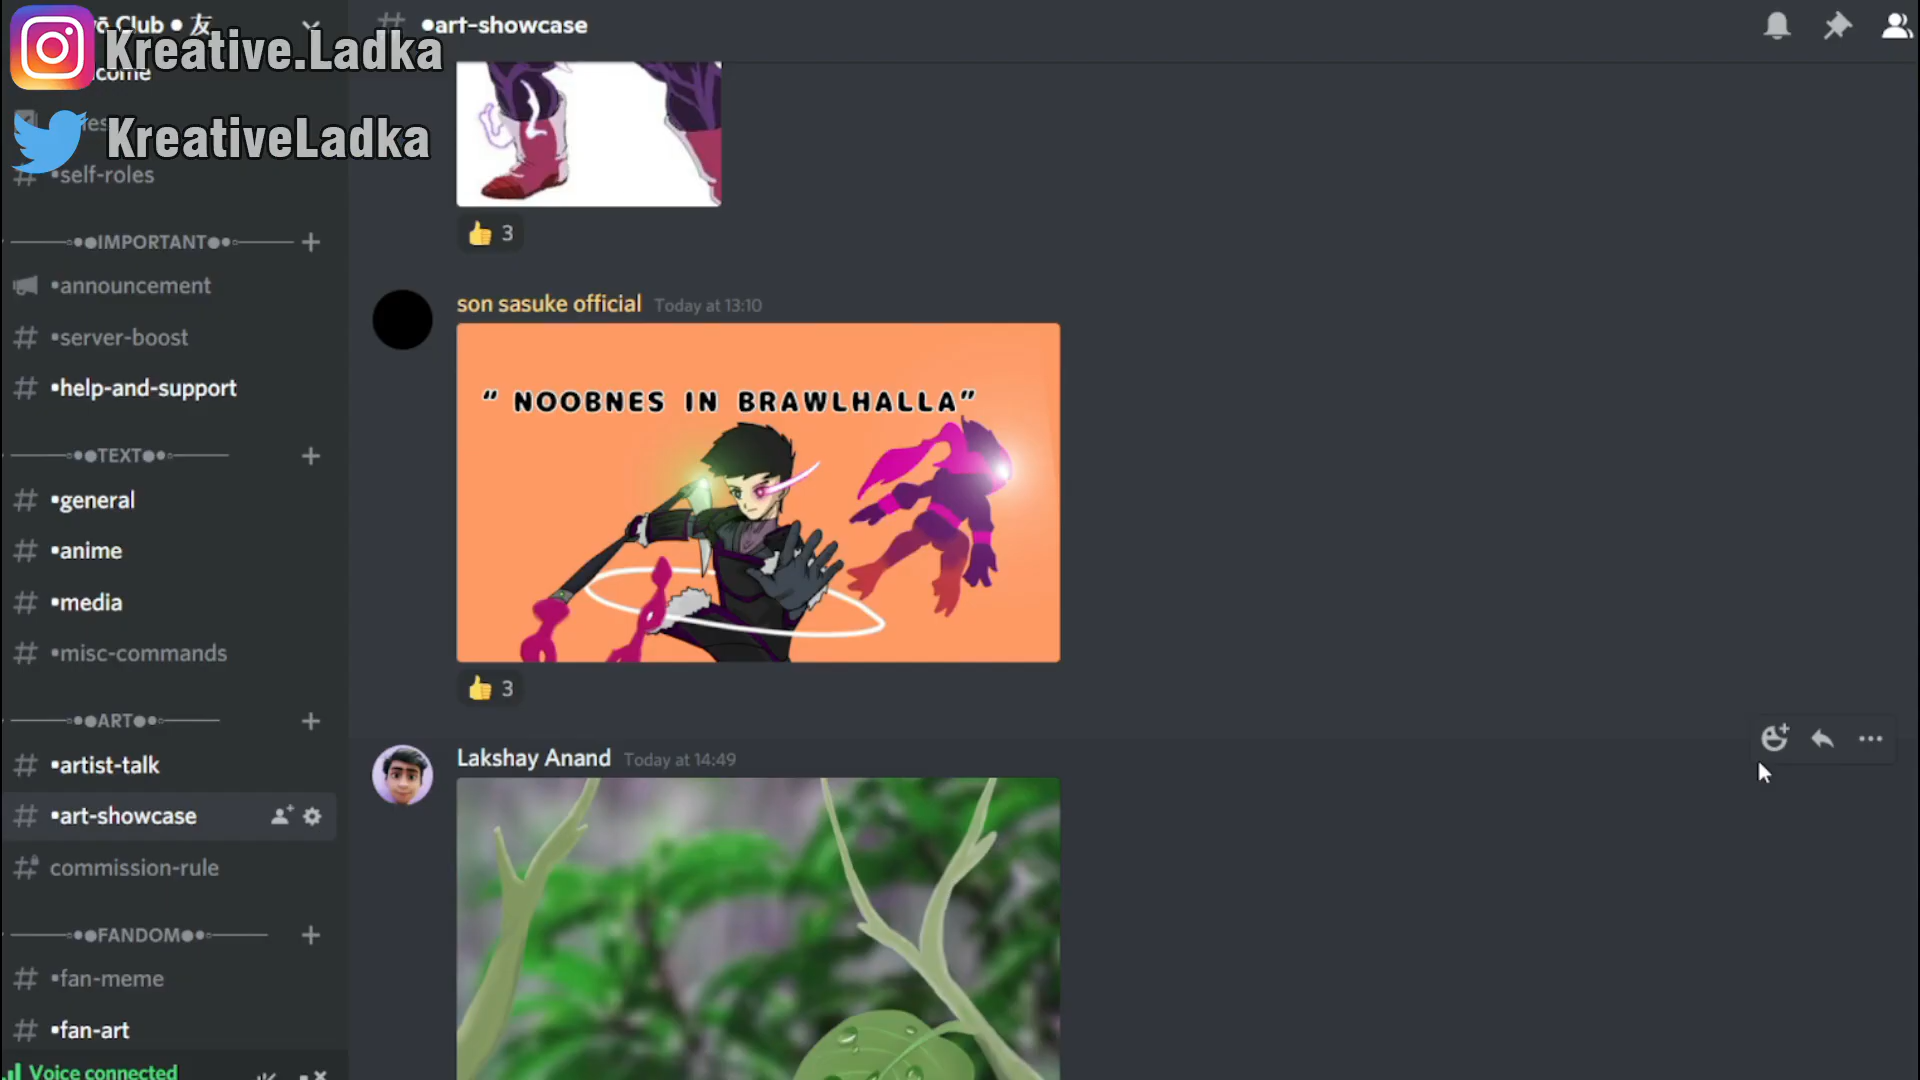 Club • 友
•art-showcase
Kreative.Ladka
KreativeLadka
•self-roles
IMPORTANT
•announcement
•server-boost
•help-and-support
TEXT
•general
•anime
•media
•misc-commands
ART
•artist-talk
•art-showcase
commission-rule
FANDOM
•fan-meme
•fan-art
Voice connected
3
son sasuke official Today at 13:10
“ NOOBNES IN BRAWLHALLA”
3
Lakshay Anand Today at 14:49